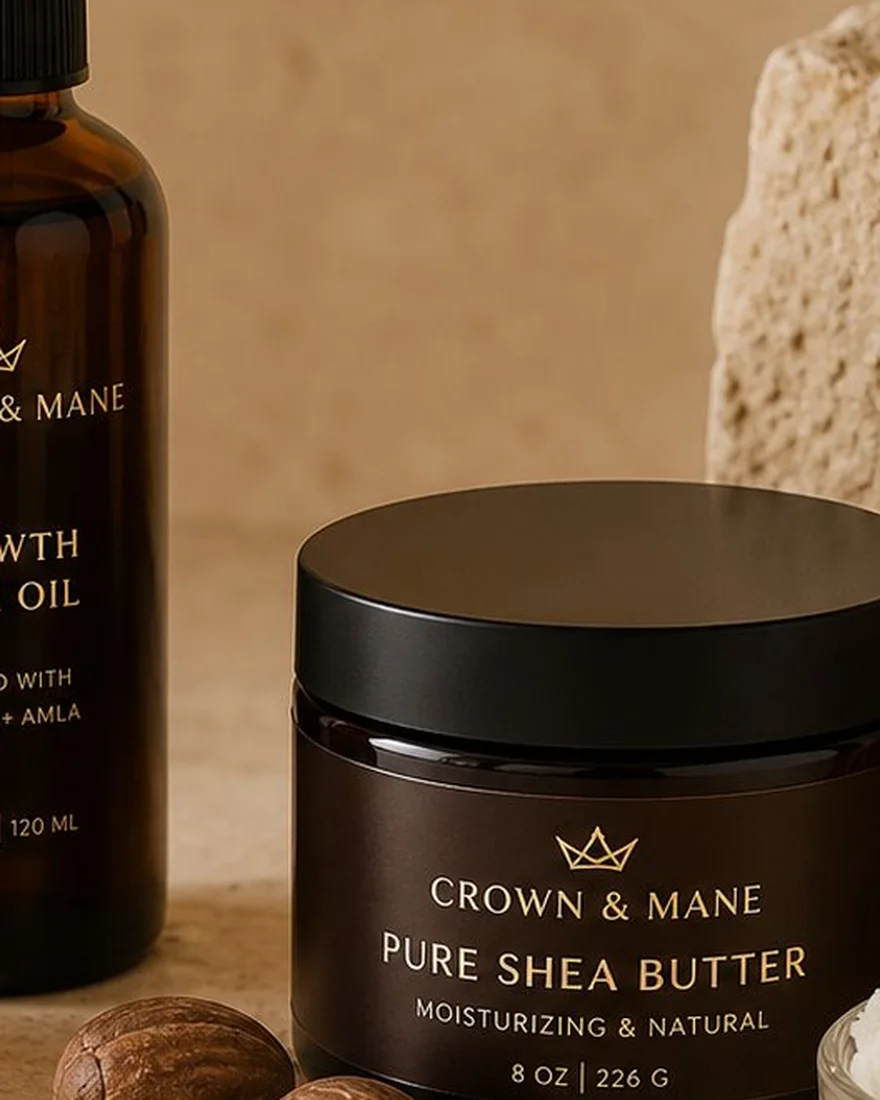 & MANE
WTH
OIL
D WITH
+ AMLA
120 ML
CROWN & MANE
PURE SHEA BUTTER
MOISTURIZING & NATURAL
8 OZ | 226 G